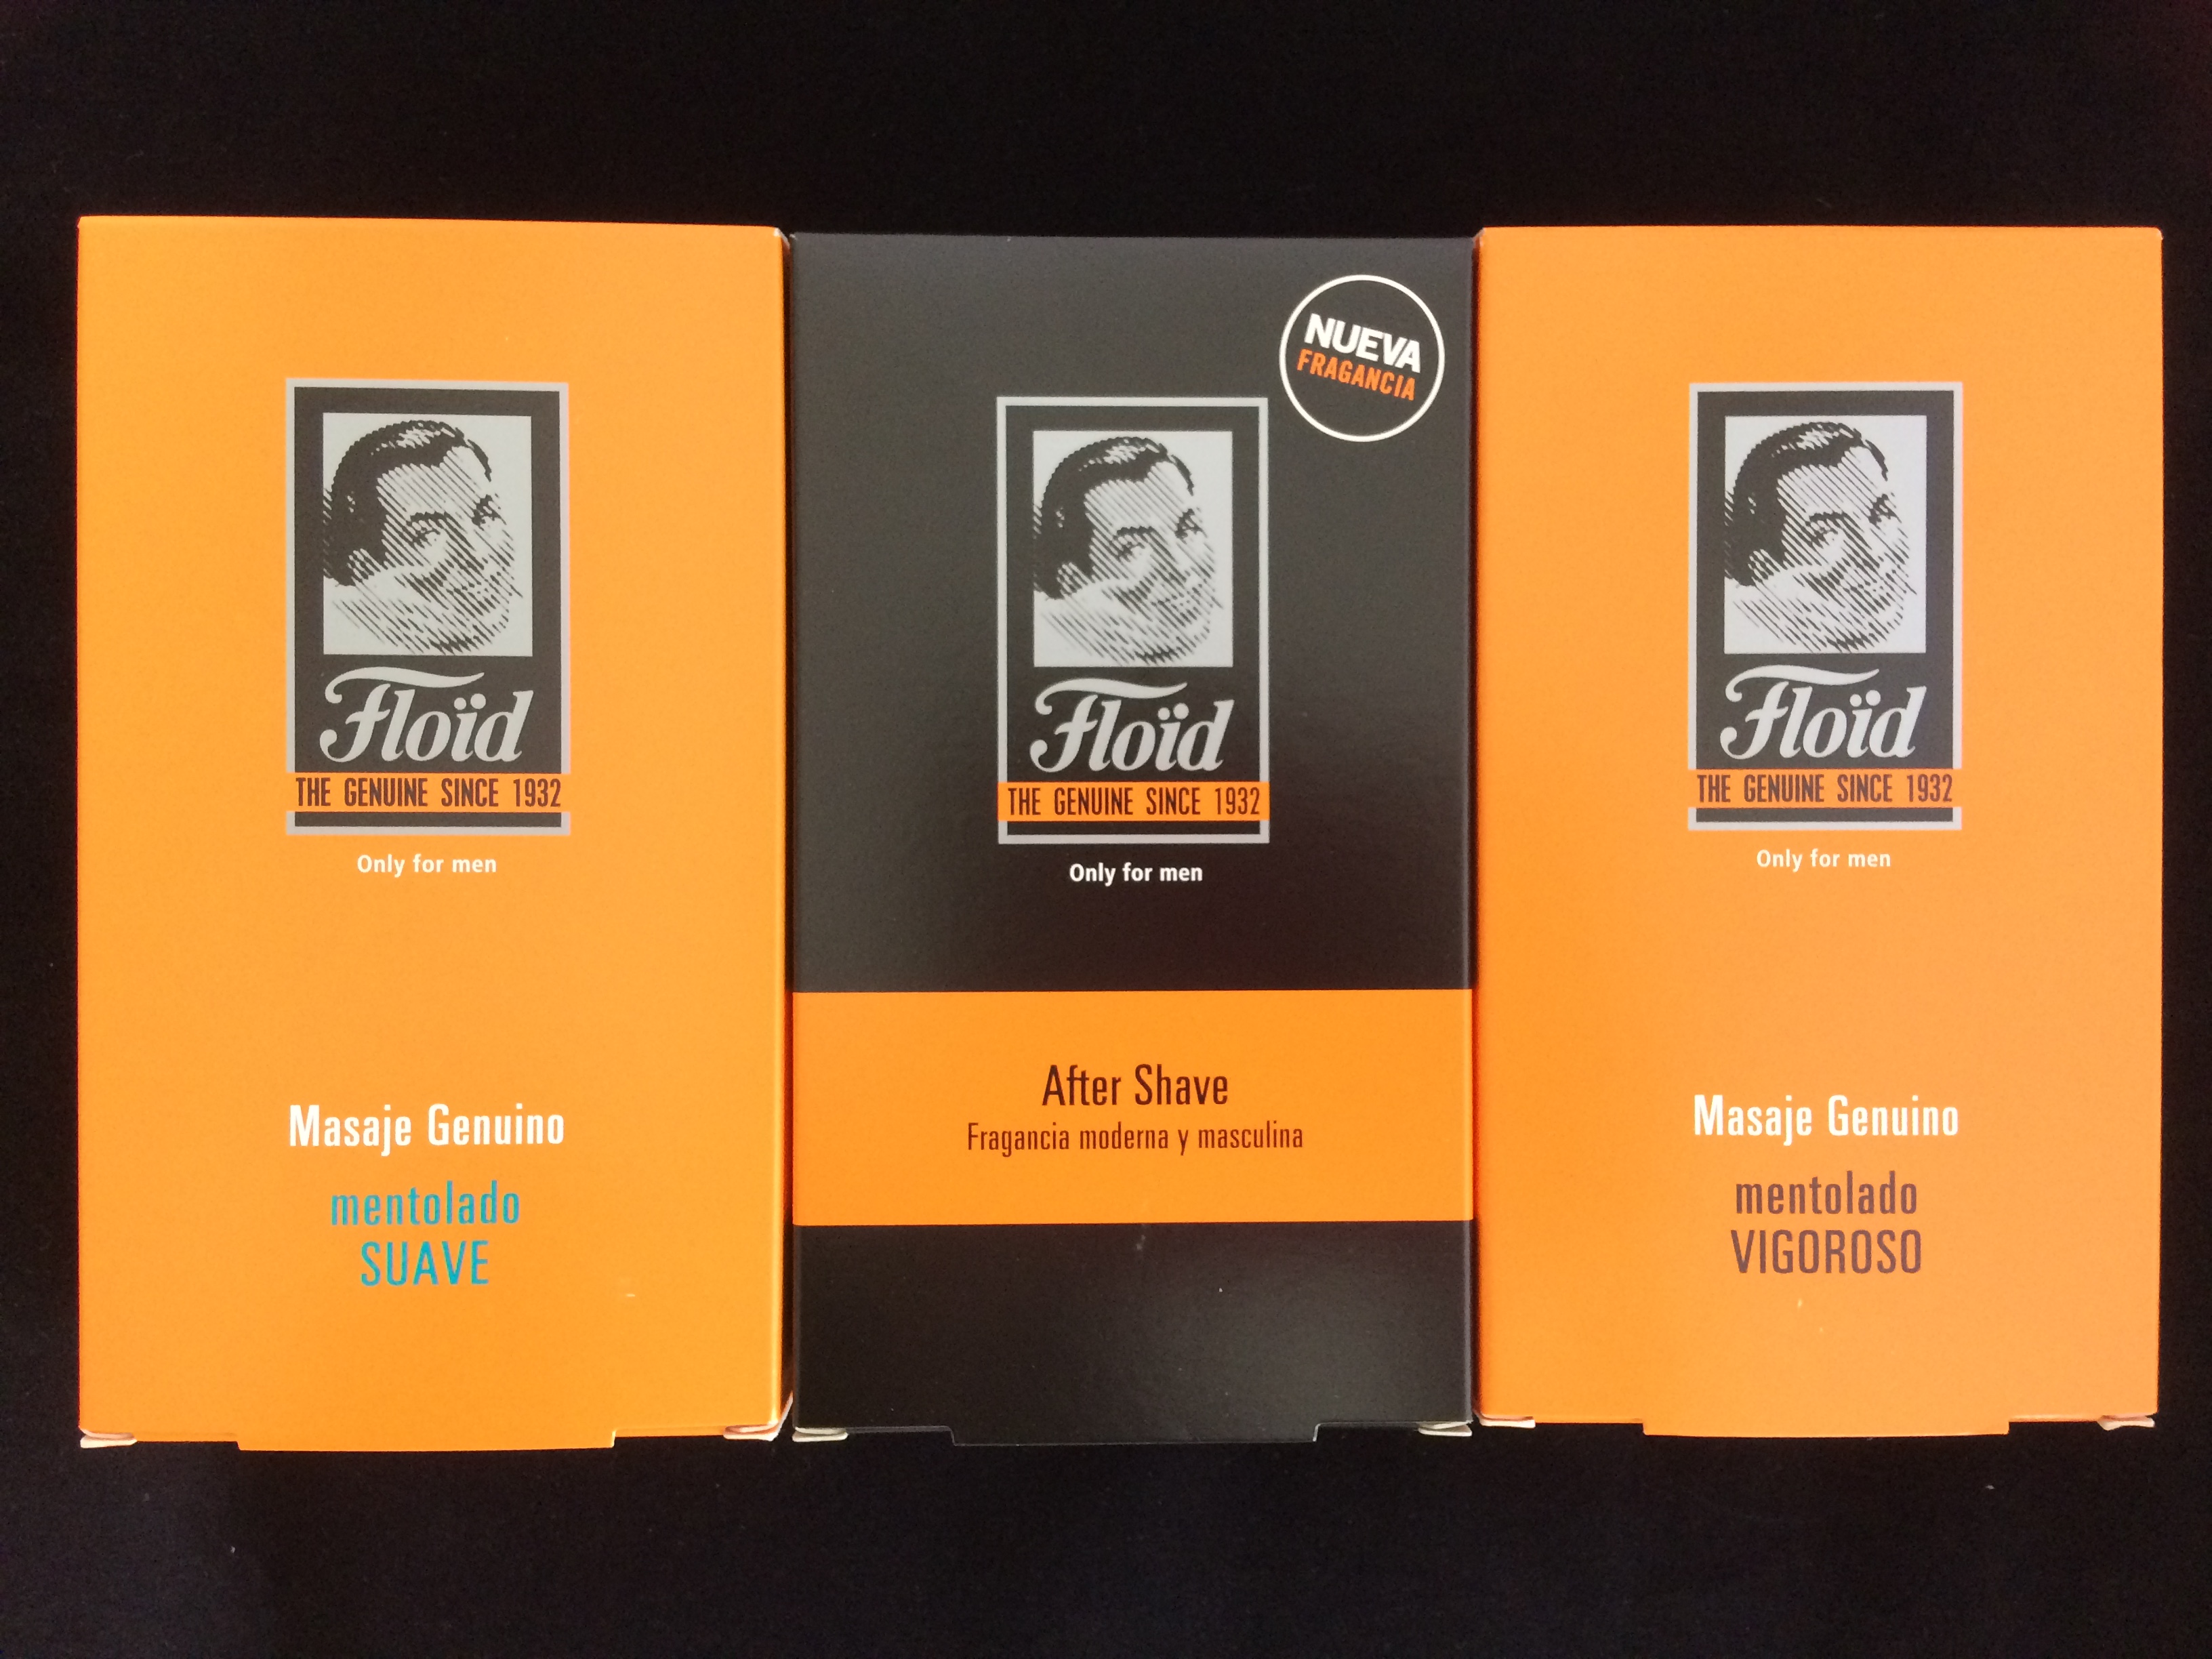 Floïd
THE GENUINE SINCE 1932
Only for men
Masaje Genuino
mentolado
SUAVE
NUEVA
FRAGANCIA
Floïd
THE GENUINE SINCE 1932
Only for men
After Shave
Fragancia moderna y masculina
Floïd
THE GENUINE SINCE 1932
Only for men
Masaje Genuino
mentolado
VIGOROSO